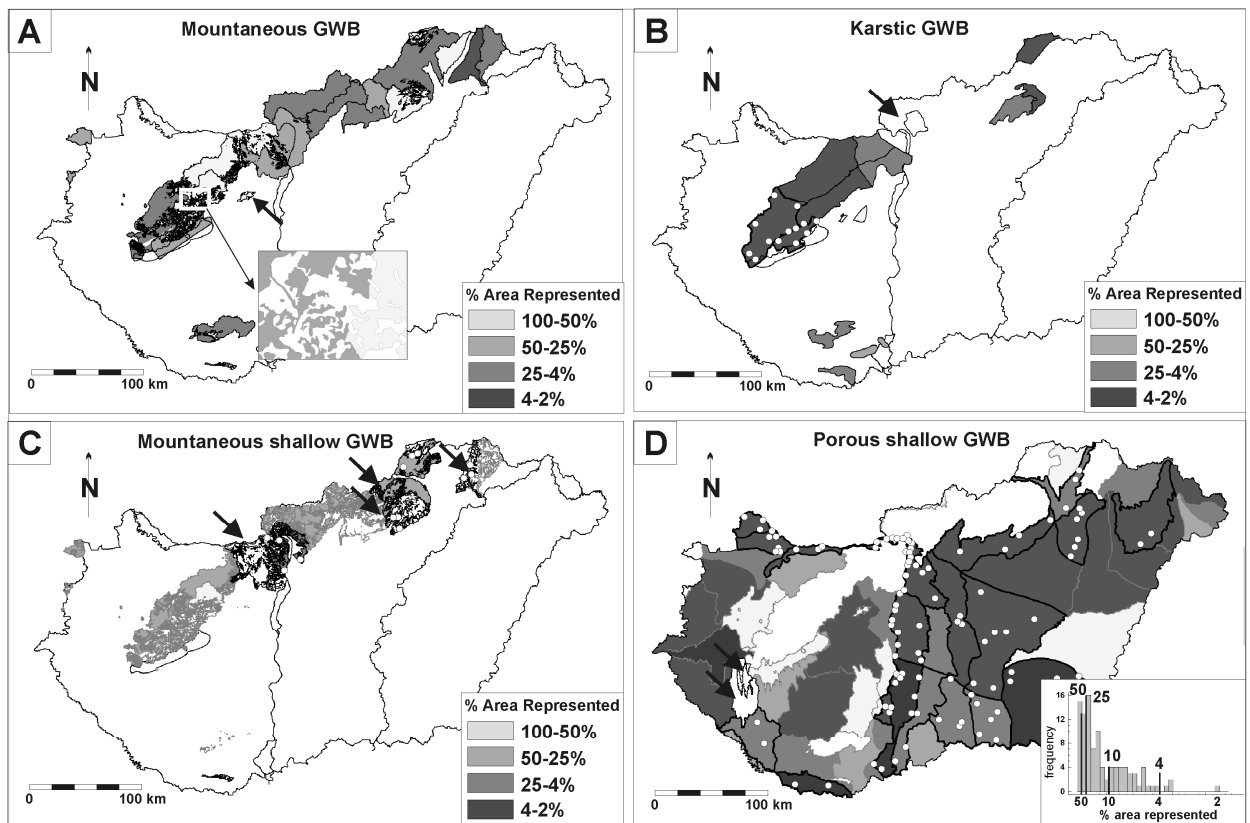 A
Mountaneous GWB
N
% Area Represented
100-50%
50-25%
25-4%
4-2%
0 100 km
B
Karstic GWB
N
% Area Represented
100-50%
50-25%
25-4%
4-2%
0 100 km
C
Mountaneous shallow GWB
N
% Area Represented
100-50%
50-25%
25-4%
4-2%
0 100 km
D
Porous shallow GWB
N
0 100 km
50
25
16
12
10
8
4
4
0
frequency
50 10 4 2
% area represented